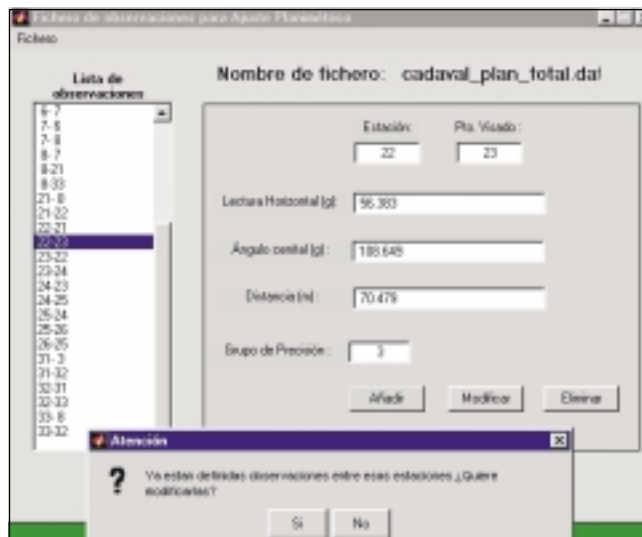 Fichero de observaciones para Ajuste Planimétrico
Fichero
Lista de
observaciones
Nombre de fichero: cadaval_plan_total.dat
6-7
7-6
7-8
8-7
8-21
8-33
21-8
21-22
22-21
22-23
23-22
23-24
24-23
24-25
25-24
25-26
26-25
31-3
31-32
32-31
32-33
33-8
33-32
Estación:
Pto. Visado :
22
23
Lectura Horizontal (g):
56.383
Ángulo cenital (g) :
108.649
Distancia (m) :
70.479
Grupo de Precisión :
3
Añadir
Modificar
Eliminar
Atención
Ya estan definidas observaciones entre esas estaciones ¿Quiere
modificarlas?
Si
No